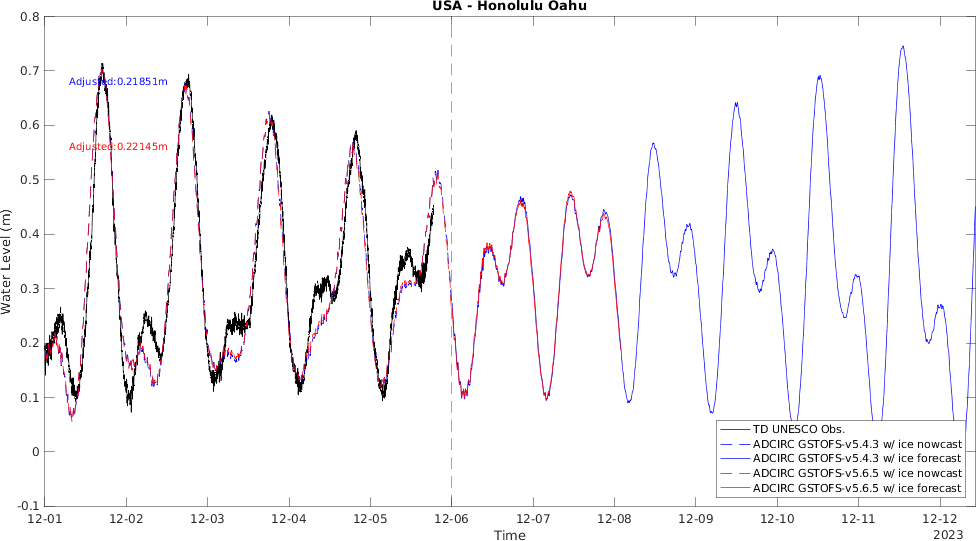 USA - Honolulu Oahu
0.8
0.7
0.6
0.5
0.4
0.3
0.2
0.1
0
-0.1
Water Level (m)
Adjusted:0.21851m
Adjusted:0.22145m
TD UNESCO Obs.
ADCIRC GSTOFS-v5.4.3 w/ ice nowcast
ADCIRC GSTOFS-v5.4.3 w/ ice forecast
ADCIRC GSTOFS-v5.6.5 w/ ice nowcast
ADCIRC GSTOFS-v5.6.5 w/ ice forecast
12-01 12-02 12-03 12-04 12-05 12-06 12-07 12-08 12-09 12-10 12-11 12-12
Time
2023